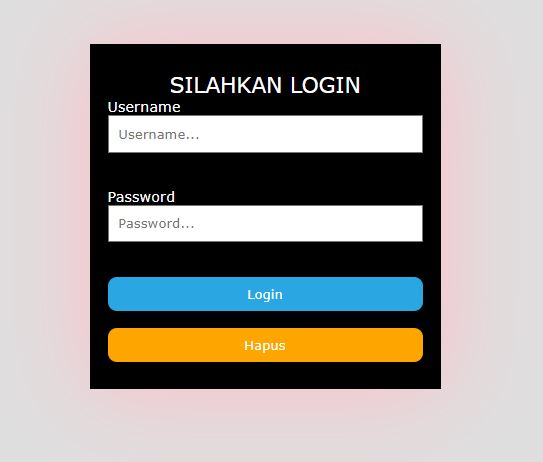 SILAHKAN LOGIN
Username
Username...
Password
Password...
Login
Hapus